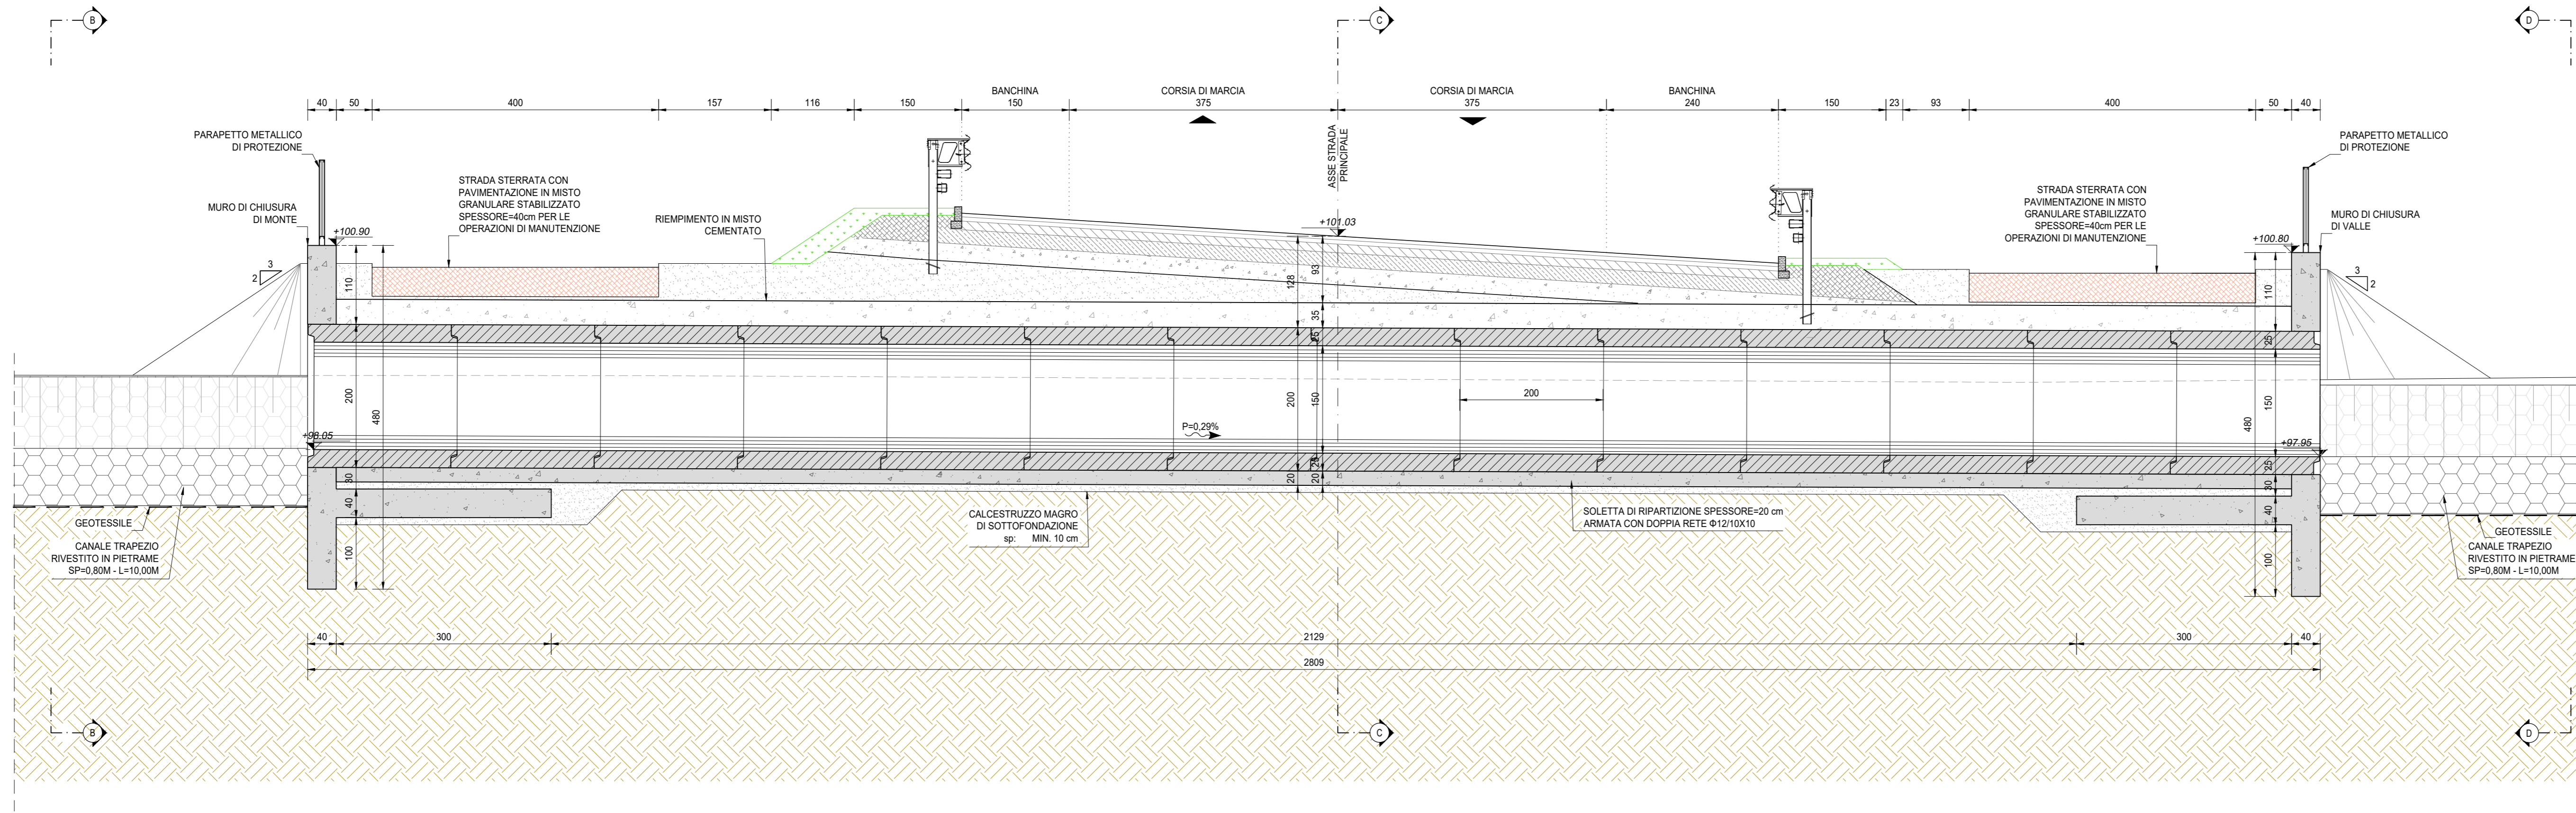 B
C
D
BANCHINA
CORSIA DI MARCIA
CORSIA DI MARCIA
BANCHINA
40
50
400
157
116
150
150
375
375
240
150
23
93
400
50
40
PARAPETTO METALLICO
DI PROTEZIONE
MURO DI CHIUSURA
DI MONTE
+100.90
3
2
STRADA STERRATA CON
PAVIMENTAZIONE IN MISTO
GRANULARE STABILIZZATO
SPESSORE=40cm PER LE
OPERAZIONI DI MANUTENZIONE
RIEMPIMENTO IN MISTO
CEMENTATO
ASSE STRADA
PRINCIPALE
+101.03
STRADA STERRATA CON
PAVIMENTAZIONE IN MISTO
GRANULARE STABILIZZATO
SPESSORE=40cm PER LE
OPERAZIONI DI MANUTENZIONE
PARAPETTO METALLICO
DI PROTEZIONE
MURO DI CHIUSURA
DI VALLE
+100.80
3
2
110
128
93
35
25
110
25
200
480
200
150
200
150
480
P=0,29%
+98.05
+97.95
30
40
100
20
25
20
25
30
40
100
GEOTESSILE
CANALE TRAPEZIO
RIVESTITO IN PIETRAME
SP=0,80M - L=10,00M
CALCESTRUZZO MAGRO
DI SOTTOFONDAZIONE
sp: MIN. 10 cm
SOLETTA DI RIPARTIZIONE SPESSORE=20 cm
ARMATA CON DOPPIA RETE Φ12/10X10
GEOTESSILE
CANALE TRAPEZIO
RIVESTITO IN PIETRAME
SP=0,80M - L=10,00M
40
300
2129
300
40
2809
B
C
D